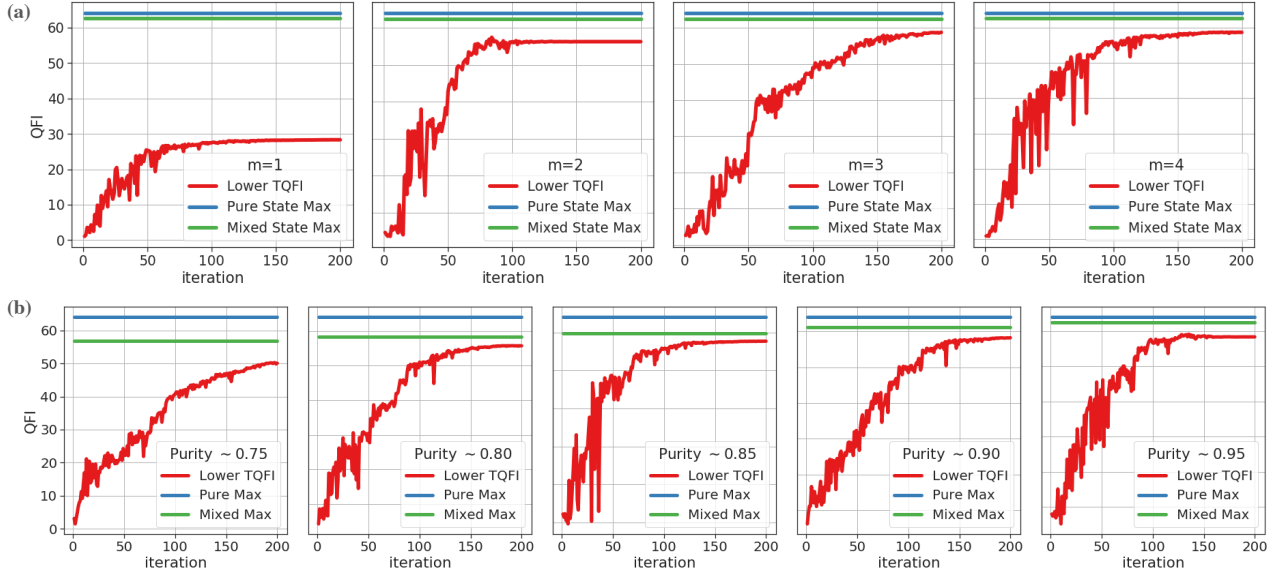 (a)
QFI
60
50
40
30
20
10
0
m=1
Lower TQFI
Pure State Max
Mixed State Max
0 50 100 150 200
iteration
m=2
Lower TQFI
Pure State Max
Mixed State Max
0 50 100 150 200
iteration
m=3
Lower TQFI
Pure State Max
Mixed State Max
0 50 100 150 200
iteration
m=4
Lower TQFI
Pure State Max
Mixed State Max
0 50 100 150 200
iteration
(b)
QFI
60
50
40
30
20
10
0
Purity ~ 0.75
Lower TQFI
Pure Max
Mixed Max
0 50 100 150 200
iteration
Purity ~ 0.80
Lower TQFI
Pure Max
Mixed Max
0 50 100 150 200
iteration
Purity ~ 0.85
Lower TQFI
Pure Max
Mixed Max
0 50 100 150 200
iteration
Purity ~ 0.90
Lower TQFI
Pure Max
Mixed Max
0 50 100 150 200
iteration
Purity ~ 0.95
Lower TQFI
Pure Max
Mixed Max
0 50 100 150 200
iteration